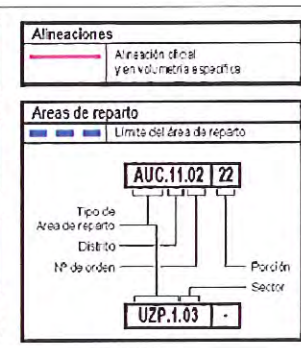 Alineaciones
Alineación oficial
y en volumetría específica
Areas de reparto
Límite del área de reparto
AUC.11.02 22
Tipo de
Area de reparto
Distrito
Nº de orden
Porción
Sector
UZP.1.03 -